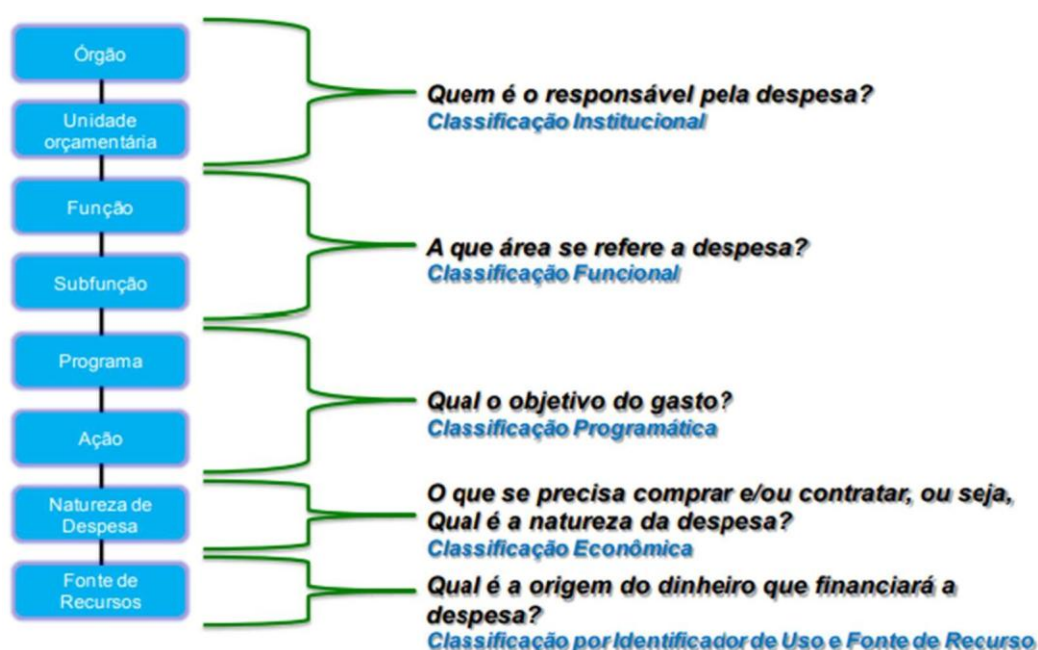 Órgão
Unidade
orçamentária
Quem é o responsável pela despesa?
Classificação Institucional
Função
Subfunção
A que área se refere a despesa?
Classificação Funcional
Programa
Ação
Qual o objetivo do gasto?
Classificação Programática
Natureza de
Despesa
O que se precisa comprar e/ou contratar, ou seja,
Qual é a natureza da despesa?
Classificação Econômica
Fonte de
Recursos
Qual é a origem do dinheiro que financiará a
despesa?
Classificação por Identificador de Uso e Fonte de Recurso